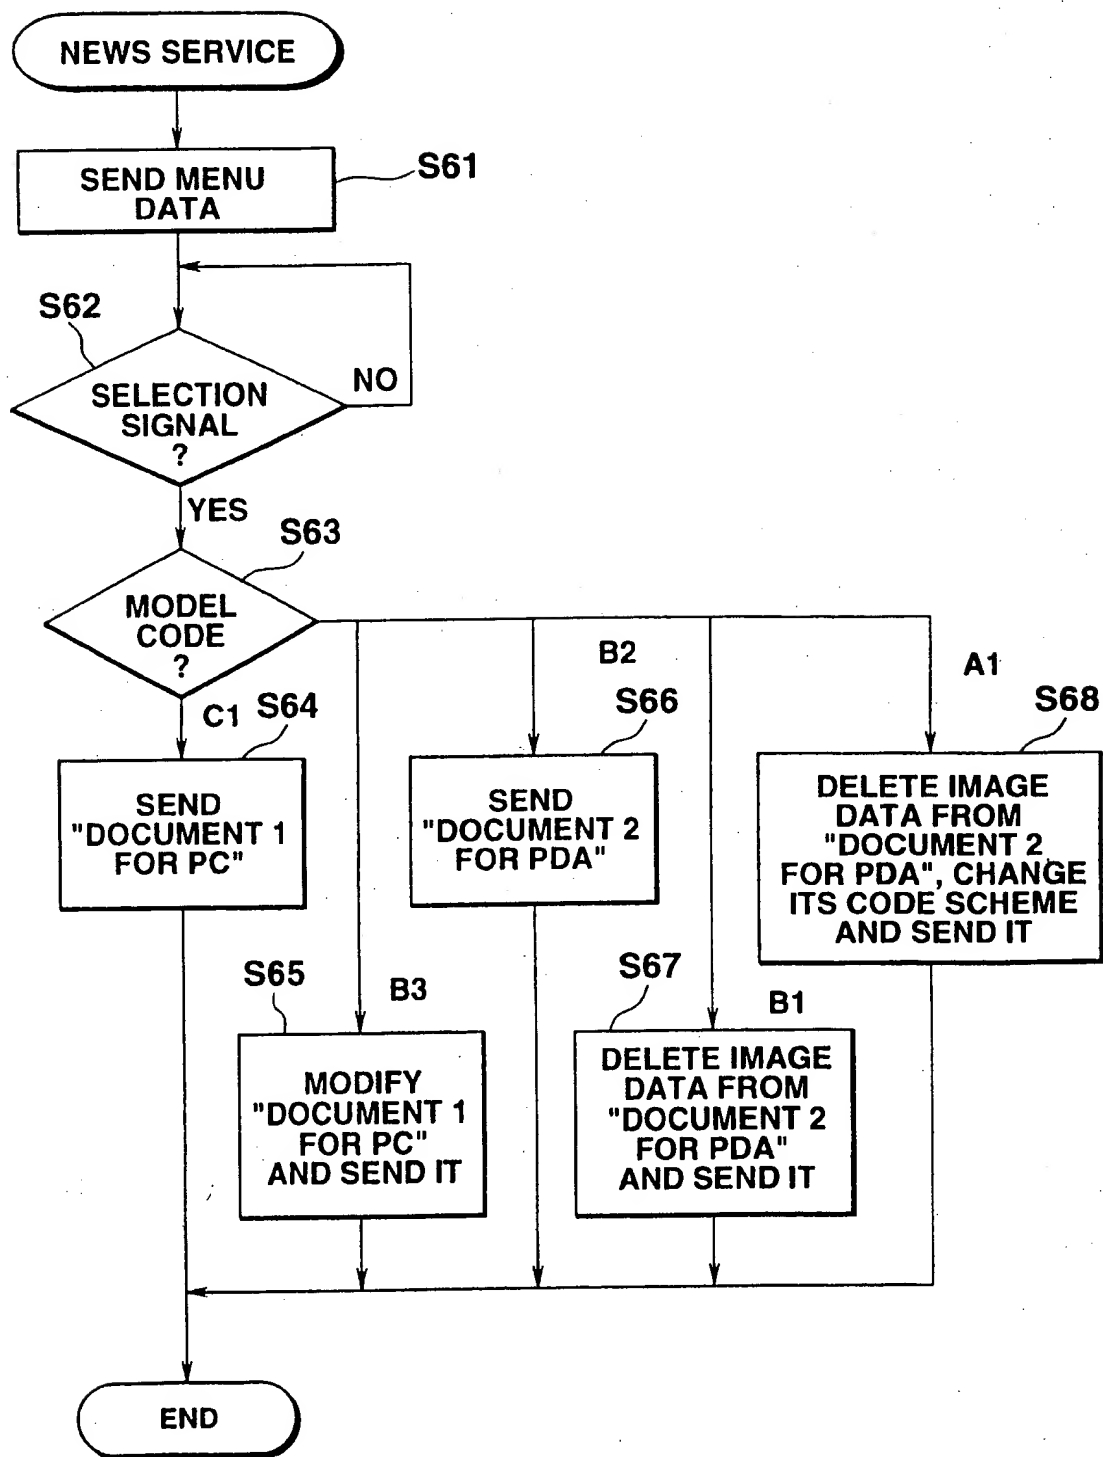 NEWS SERVICE
SEND MENU
DATA
S61
S62
SELECTION
SIGNAL
?
NO
YES
S63
MODEL
CODE
?
C1
S64
SEND
"DOCUMENT 1
FOR PC"
B3
S65
MODIFY
"DOCUMENT 1
FOR PC"
AND SEND IT
B2
S66
SEND
"DOCUMENT 2
FOR PDA"
B1
S67
DELETE IMAGE
DATA FROM
"DOCUMENT 2
FOR PDA"
AND SEND IT
A1
S68
DELETE IMAGE
DATA FROM
"DOCUMENT 2
FOR PDA", CHANGE
ITS CODE SCHEME
AND SEND IT
END